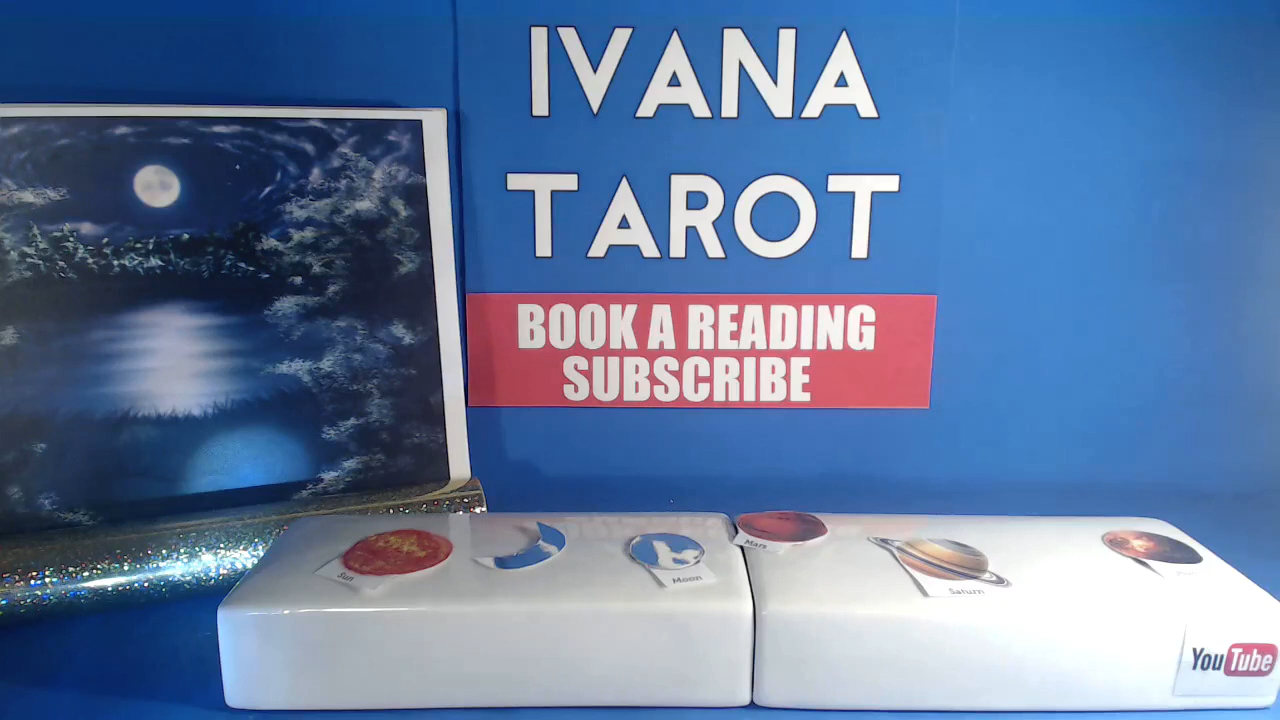 IVANA
TAROT
BOOK A READING
SUBSCRIBE
Sun
Moon
Mars
Saturn
YouTube